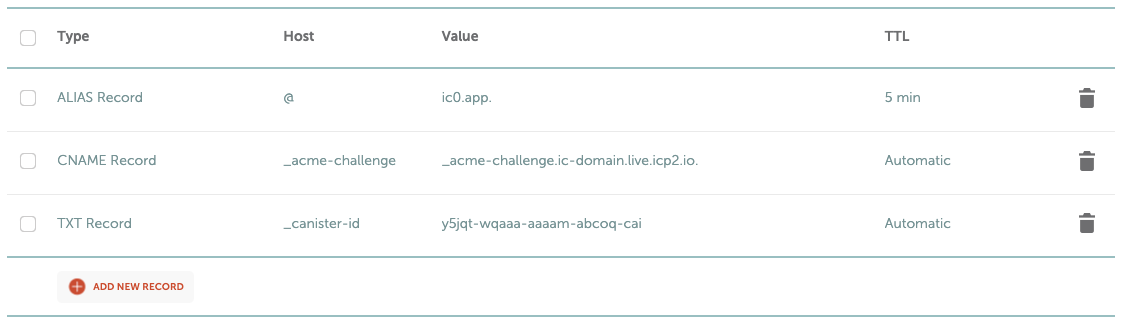 Type Host Value TTL
ALIAS Record @ ic0.app. 5 min
CNAME Record _acme-challenge _acme-challenge.ic-domain.live.icp2.io. Automatic
TXT Record _canister-id y5jqt-wqaaa-aaaam-abcoq-cai Automatic
ADD NEW RECORD